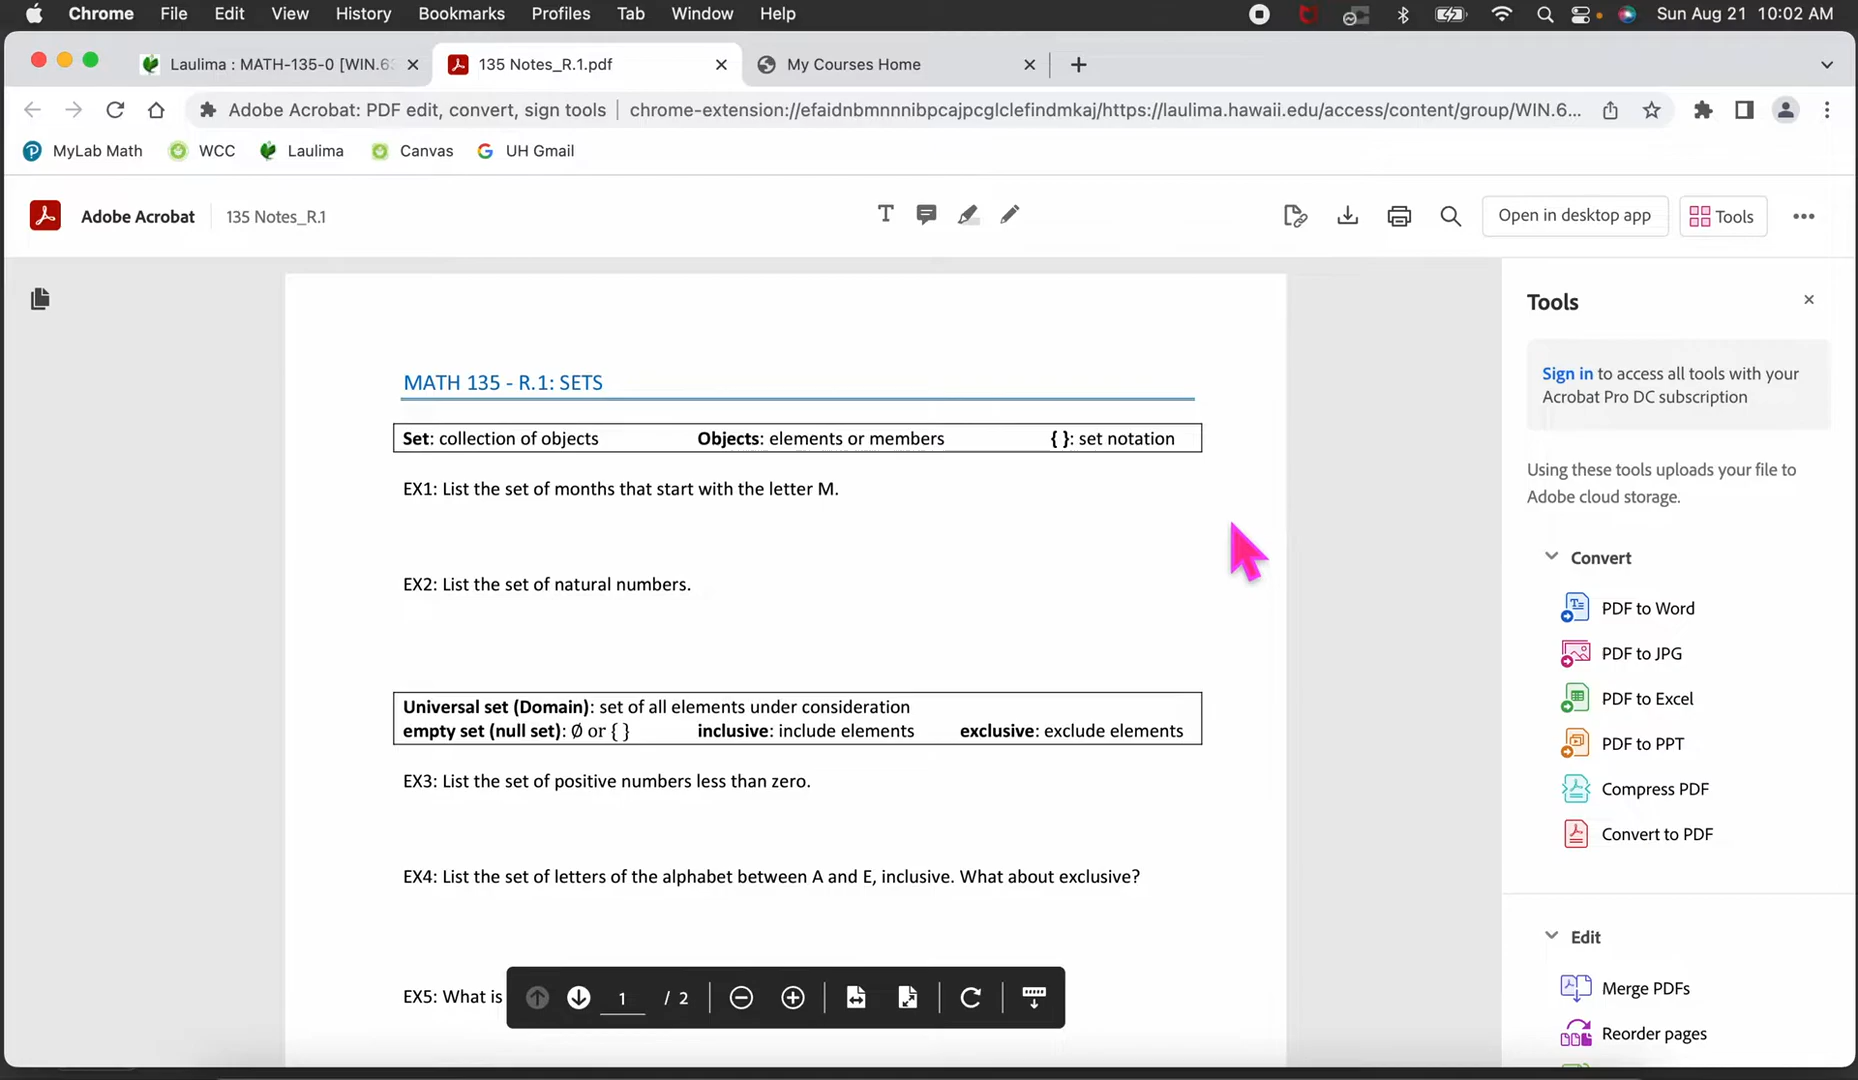 Chrome File Edit View History Bookmarks Profiles Tab Window Help Sun Aug 21 10:02 AM
Laulima : MATH-135-0 [WIN.63 135 Notes_R.1.pdf My Courses Home
Adobe Acrobat: PDF edit, convert, sign tools | chrome-extension://efaidnbmnnnibpcajpcglclefindmkaj/https://laulima.hawaii.edu/access/content/group/WIN.6...
MyLab Math WCC Laulima Canvas UH Gmail
Adobe Acrobat 135 Notes_R.1 Open in desktop app Tools
MATH 135 - R.1: SETS
Set: collection of objects Objects: elements or members { }: set notation
EX1: List the set of months that start with the letter M.
EX2: List the set of natural numbers.
Universal set (Domain): set of all elements under consideration
empty set (null set): ∅ or { } inclusive: include elements exclusive: exclude elements
EX3: List the set of positive numbers less than zero.
EX4: List the set of letters of the alphabet between A and E, inclusive. What about exclusive?
EX5: What is
1 / 2
Tools
Sign in to access all tools with your
Acrobat Pro DC subscription
Using these tools uploads your file to
Adobe cloud storage.
Convert
PDF to Word
PDF to JPG
PDF to Excel
PDF to PPT
Compress PDF
Convert to PDF
Edit
Merge PDFs
Reorder pages